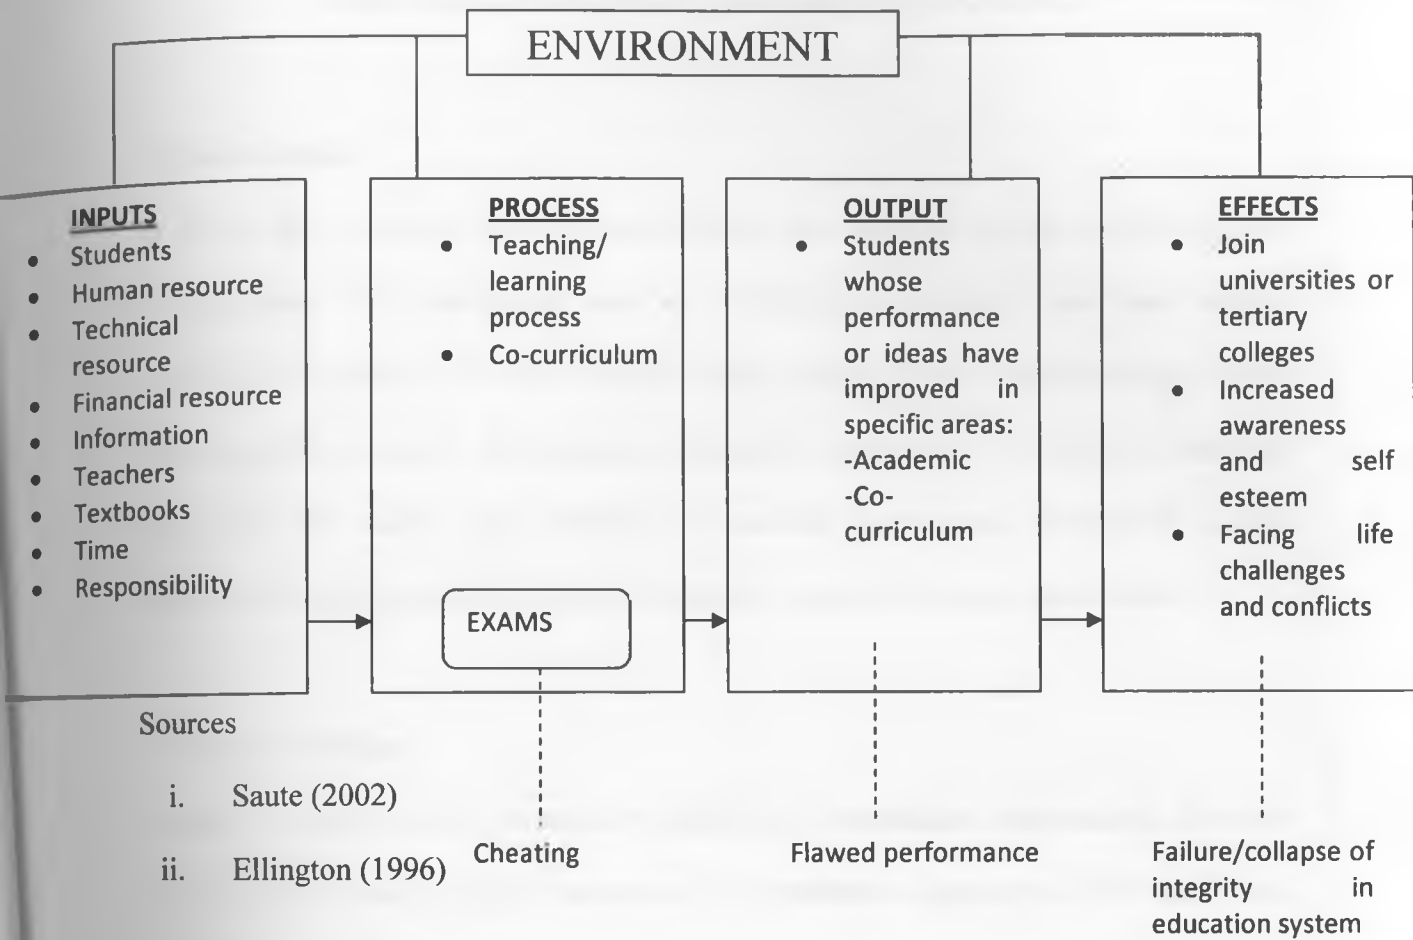 ENVIRONMENT
INPUTS
• Students
• Human resource
• Technical
resource
• Financial resource
• Information
• Teachers
• Textbooks
• Time
• Responsibility
PROCESS
• Teaching/
learning
process
• Co-curriculum
EXAMS
OUTPUT
• Students
whose
performance
or ideas have
improved in
specific areas:
-Academic
-Co-
curriculum
EFFECTS
• Join
universities or
tertiary
colleges
• Increased
awareness
and self
esteem
• Facing life
challenges
and conflicts
Cheating
Flawed performance
Failure/collapse of
integrity in
education system
Sources
i. Saute (2002)
ii. Ellington (1996)